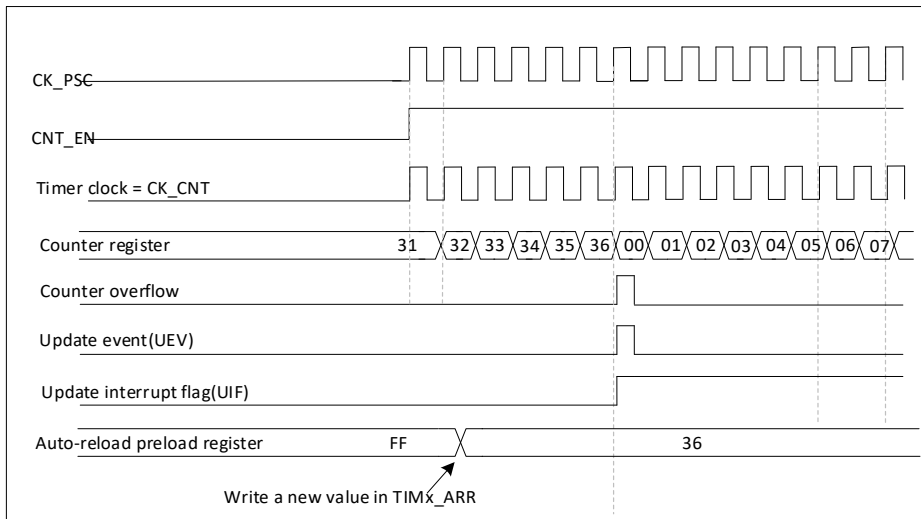 CK_PSC
CNT_EN
Timer clock = CK_CNT
Counter register 31 32 33 34 35 36 00 01 02 03 04 05 06 07
Counter overflow
Update event(UEV)
Update interrupt flag(UIF)
Auto-reload preload register FF 36
Write a new value in TIMx_ARR